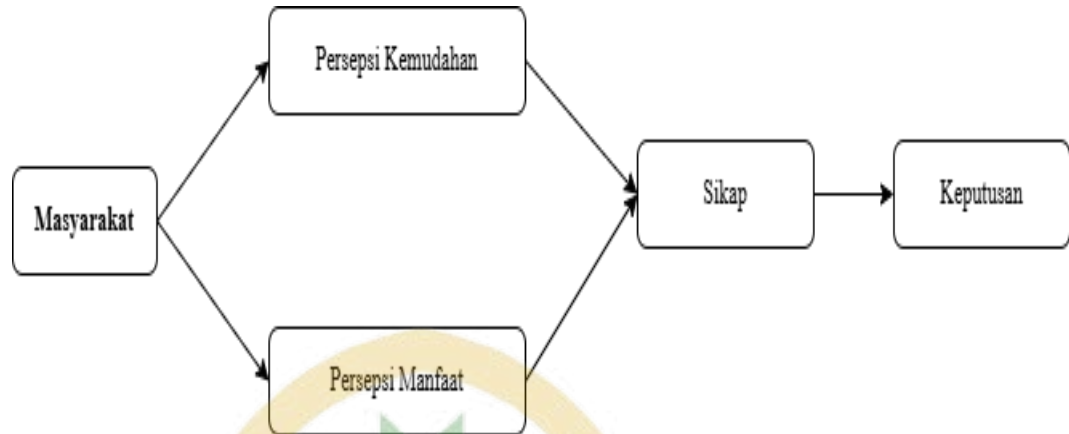 Persepsi Kemudahan
Masyarakat
Sikap
Keputusan
Persepsi Manfaat